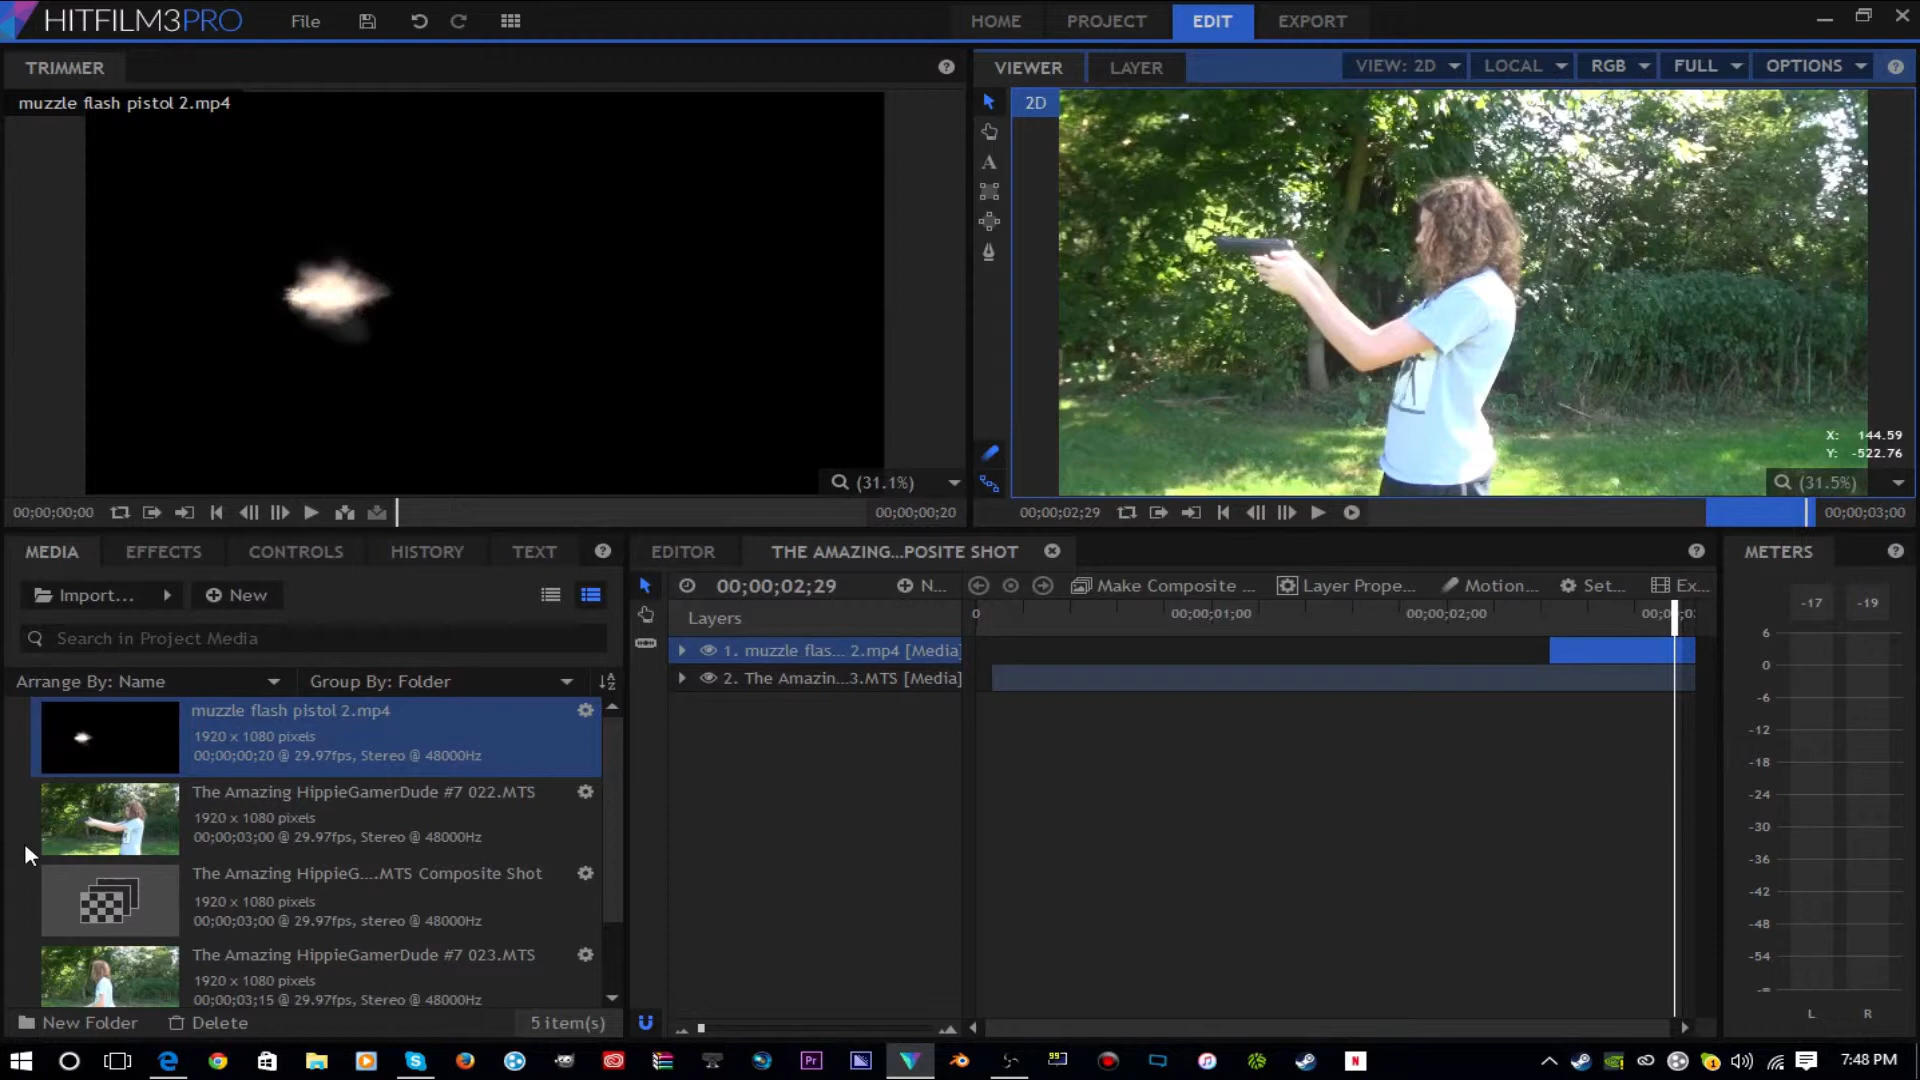 HITFILM3PRO File HOME PROJECT EDIT EXPORT
TRIMMER
VIEWER LAYER VIEW: 2D LOCAL RGB FULL OPTIONS
muzzle flash pistol 2.mp4
2D
X: 144.59
Y: -522.76
(31.1%)
(31.5%)
00;00;00;00 00;00;00;20
00;00;02;29 00;00;03;00
MEDIA EFFECTS CONTROLS HISTORY TEXT
EDITOR THE AMAZING...POSITE SHOT
METERS
Import... New
00;00;02;29 N... Make Composite ... Layer Prope... Motion... Set... Ex...
-17 -19
Layers 0 00;00;01;00 00;00;02;00
Search in Project Media
Arrange By: Name Group By: Folder
1. muzzle flas... 2.mp4 [Media]
2. The Amazin...3.MTS [Media]
muzzle flash pistol 2.mp4
1920 x 1080 pixels
00;00;00;20 @ 29.97fps, Stereo @ 48000Hz
The Amazing HippieGamerDude #7 022.MTS
1920 x 1080 pixels
00;00;03;00 @ 29.97fps, Stereo @ 48000Hz
The Amazing HippieG....MTS Composite Shot
1920 x 1080 pixels
00;00;03;00 @ 29.97fps, stereo @ 48000Hz
The Amazing HippieGamerDude #7 023.MTS
1920 x 1080 pixels
00;00;03;15 @ 29.97fps, Stereo @ 48000Hz
6
0
-6
-12
-18
-24
-30
-36
-42
-48
-54
-∞
L R
New Folder Delete 5 item(s)
Pr 99 N 7:48 PM